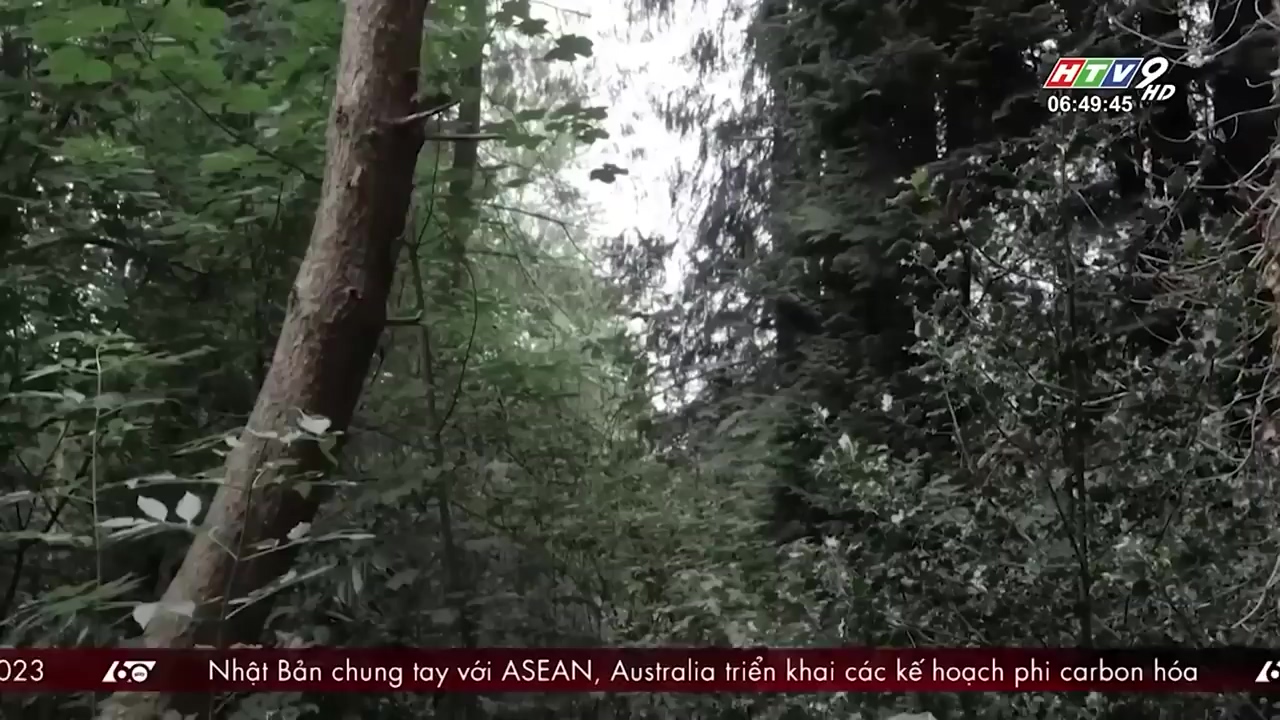 HTV9
HD
06:49:45
023 60 Nhật Bản chung tay với ASEAN, Australia triển khai các kế hoạch phi carbon hóa